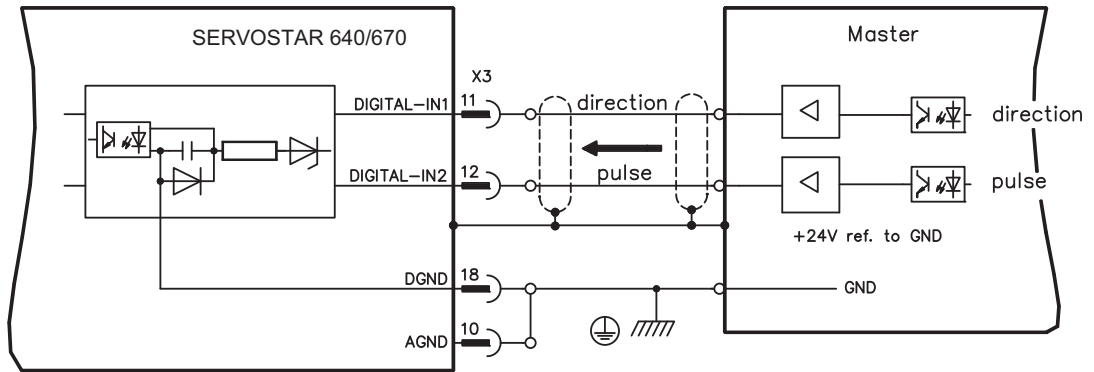 SERVOSTAR 640/670
Master
X3
DIGITAL-IN1
11
direction
direction
pulse
DIGITAL-IN2
12
pulse
+24V ref. to GND
DGND
18
GND
AGND
10